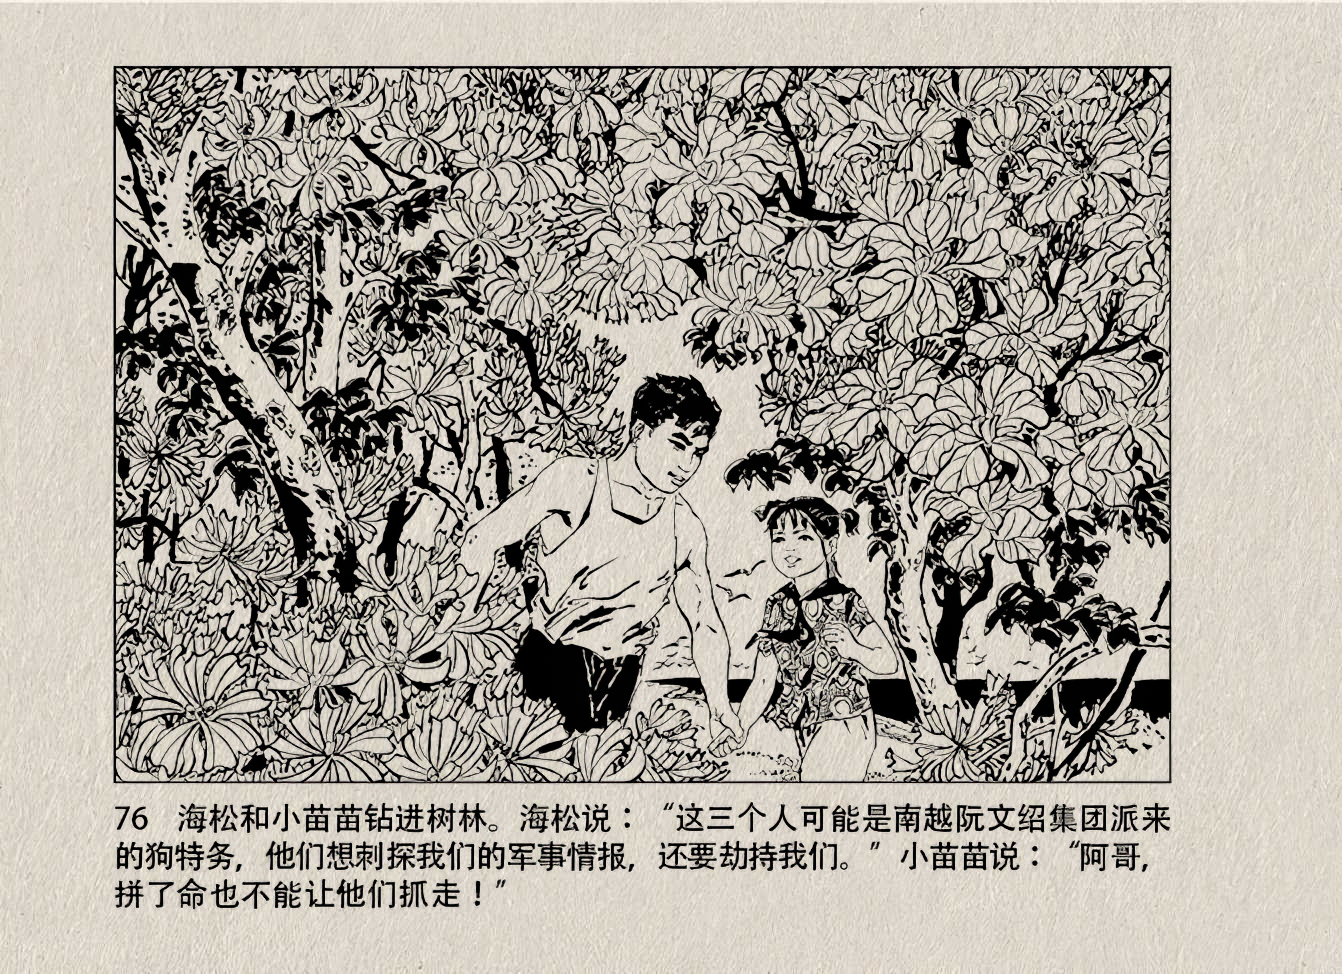 76 海松和小苗苗钻进树林。海松说：“这三个人可能是南越阮文绍集团派来
的狗特务，他们想刺探我们的军事情报，还要劫持我们。”小苗苗说：“阿哥，
拼了命也不能让他们抓走！”